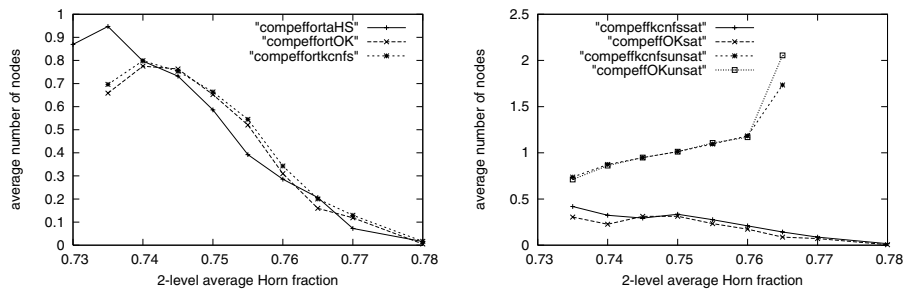 "compeffortaHS"
"compeffortOK"
"compeffortkcnfs"
average number of nodes
1
0.9
0.8
0.7
0.6
0.5
0.4
0.3
0.2
0.1
0
0.73 0.74 0.75 0.76 0.77 0.78
2-level average Horn fraction
"compeffkcnfssat"
"compeffOKsat"
"compeffkcnfsunsat"
"compeffOKunsat"
average number of nodes
2.5
2
1.5
1
0.5
0
0.73 0.74 0.75 0.76 0.77 0.78
2-level average Horn fraction